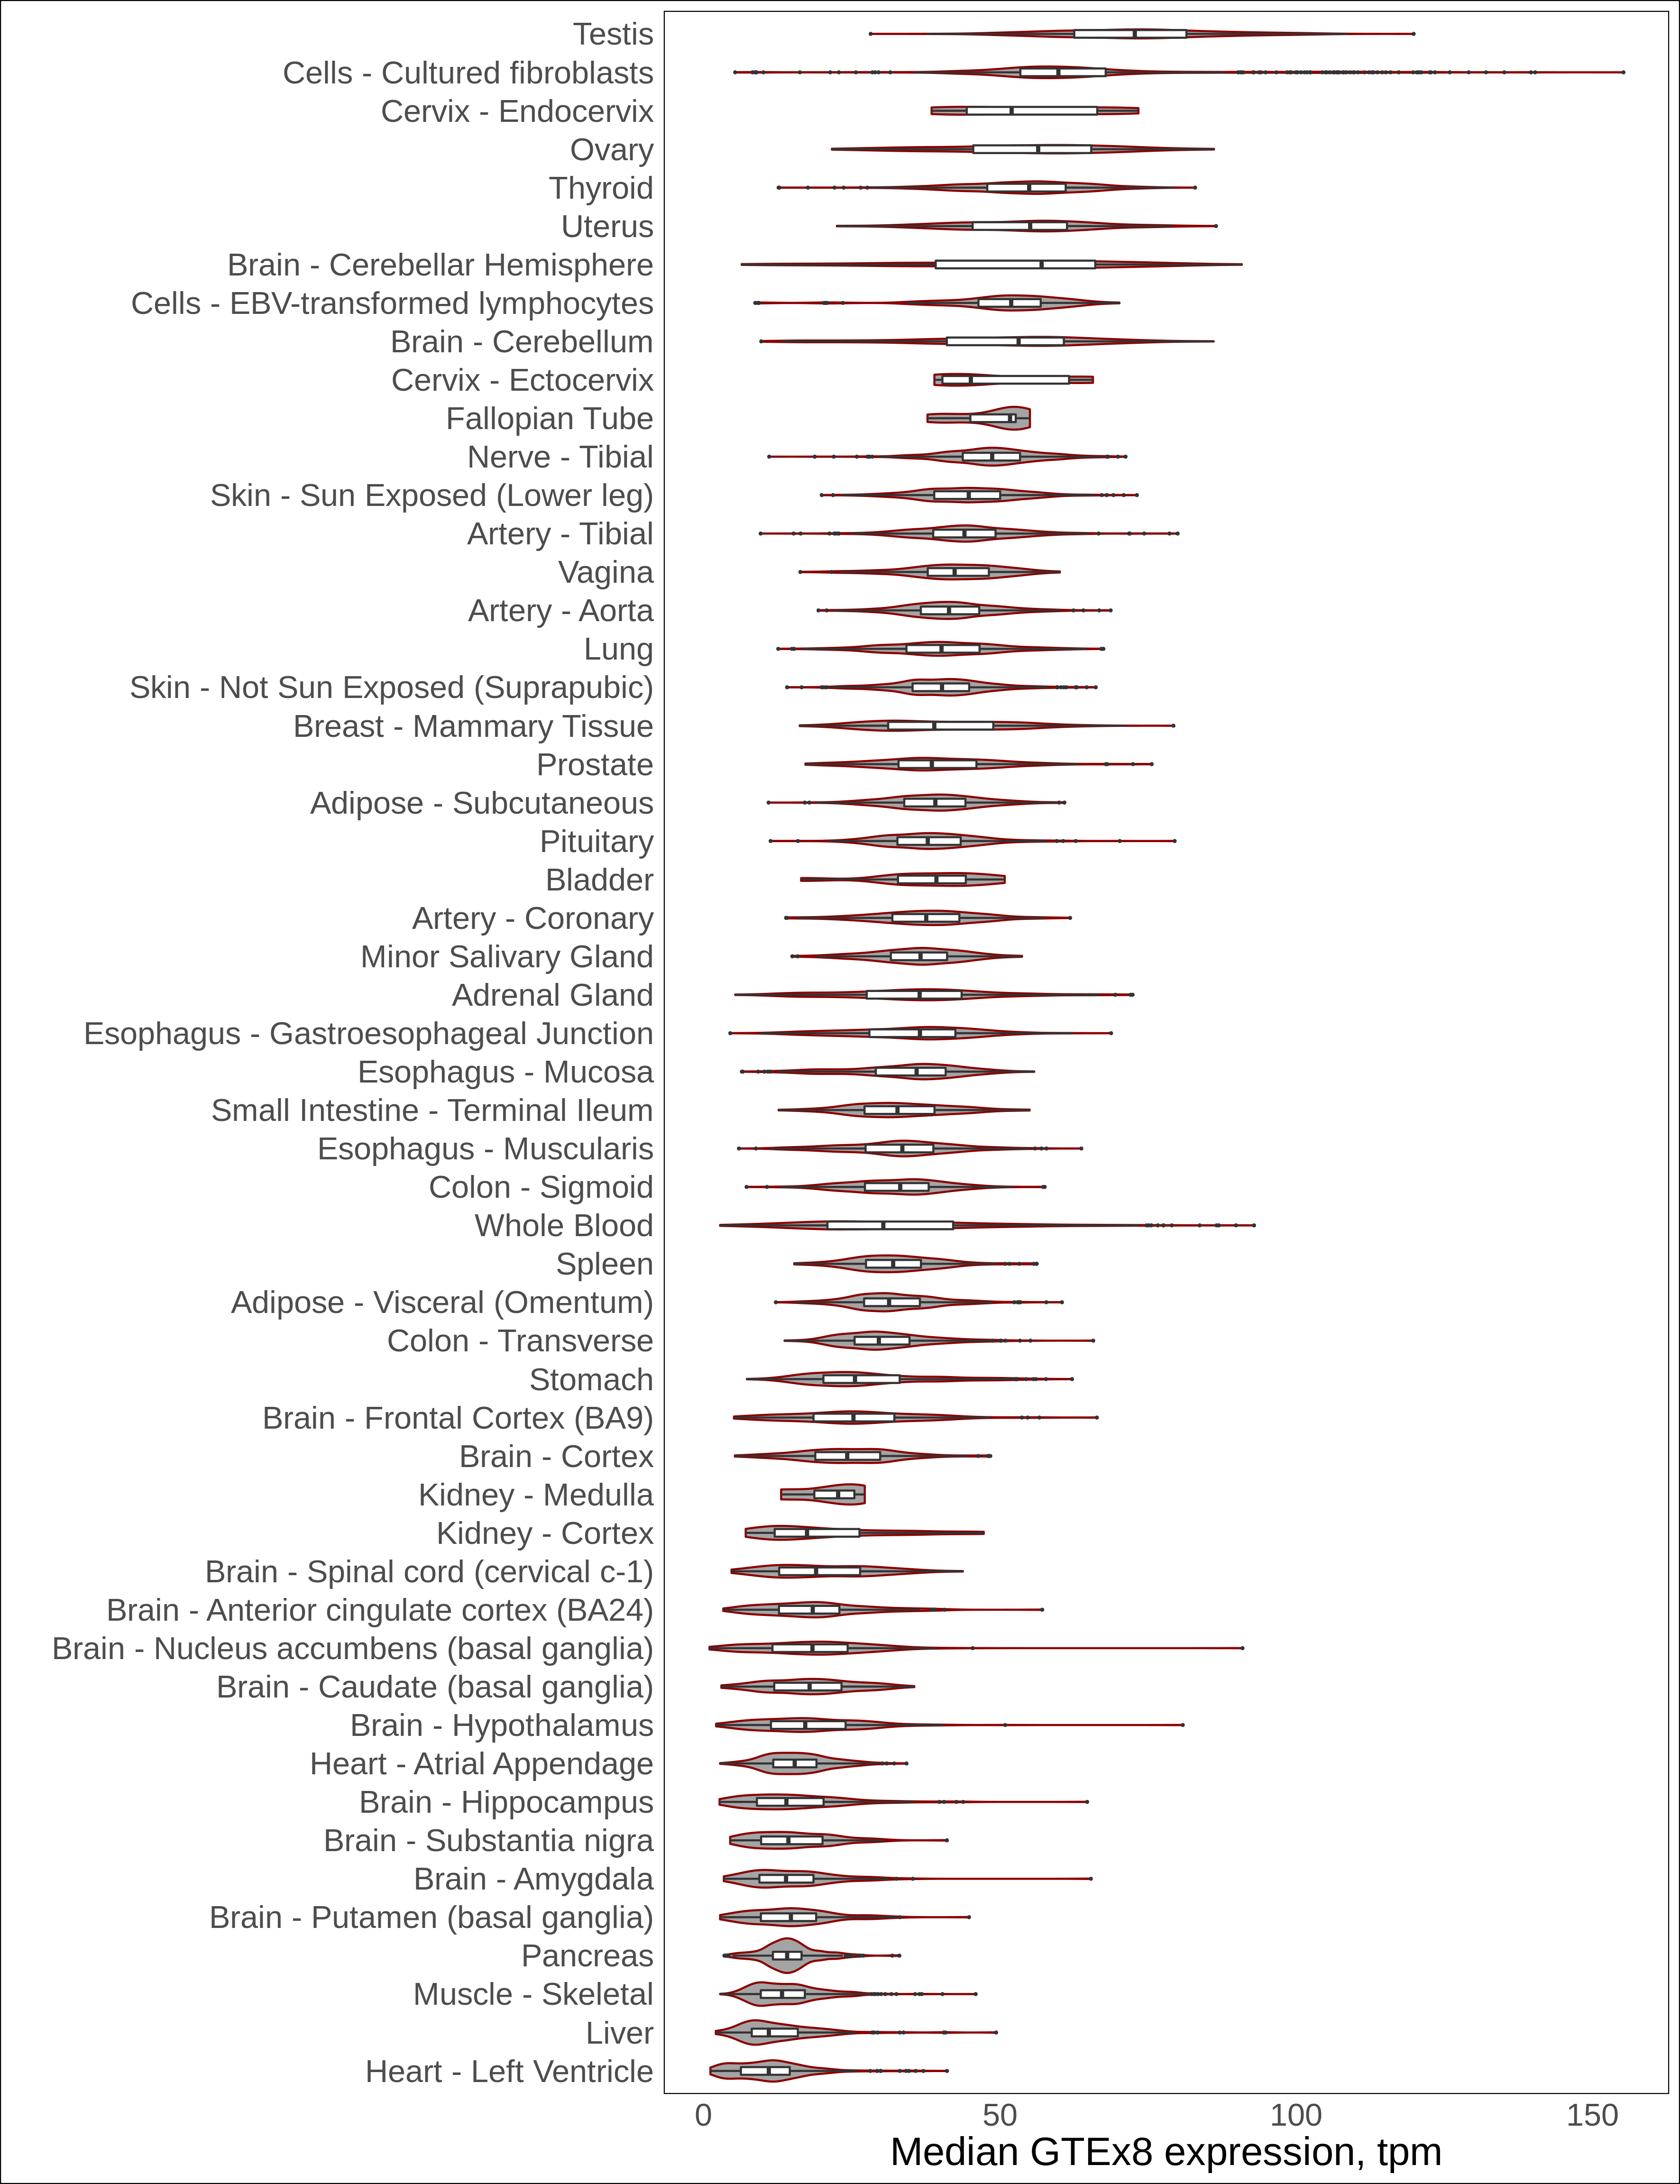 Testis
Cells - Cultured fibroblasts
Cervix - Endocervix
Ovary
Thyroid
Uterus
Brain - Cerebellar Hemisphere
Cells - EBV-transformed lymphocytes
Brain - Cerebellum
Cervix - Ectocervix
Fallopian Tube
Nerve - Tibial
Skin - Sun Exposed (Lower leg)
Artery - Tibial
Vagina
Artery - Aorta
Lung
Skin - Not Sun Exposed (Suprapubic)
Breast - Mammary Tissue
Prostate
Adipose - Subcutaneous
Pituitary
Bladder
Artery - Coronary
Minor Salivary Gland
Adrenal Gland
Esophagus - Gastroesophageal Junction
Esophagus - Mucosa
Small Intestine - Terminal Ileum
Esophagus - Muscularis
Colon - Sigmoid
Whole Blood
Spleen
Adipose - Visceral (Omentum)
Colon - Transverse
Stomach
Brain - Frontal Cortex (BA9)
Brain - Cortex
Kidney - Medulla
Kidney - Cortex
Brain - Spinal cord (cervical c-1)
Brain - Anterior cingulate cortex (BA24)
Brain - Nucleus accumbens (basal ganglia)
Brain - Caudate (basal ganglia)
Brain - Hypothalamus
Heart - Atrial Appendage
Brain - Hippocampus
Brain - Substantia nigra
Brain - Amygdala
Brain - Putamen (basal ganglia)
Pancreas
Muscle - Skeletal
Liver
Heart - Left Ventricle
0 50 100 150
Median GTEx8 expression, tpm